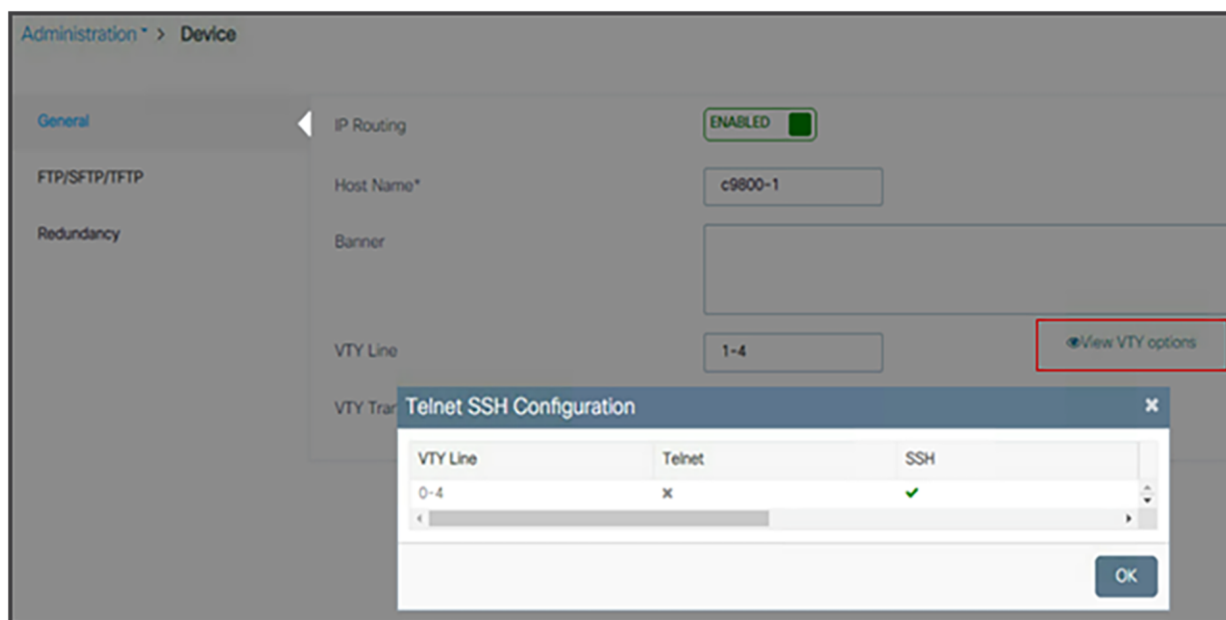 Administration > Device
General
FTP/SFTP/TFTP
Redundancy
IP Routing
ENABLED
Host Name*
c9800-1
Banner
VTY Line
1-4
View VTY options
VTY Tran
Telnet SSH Configuration
VTY Line Telnet SSH
0-4
OK